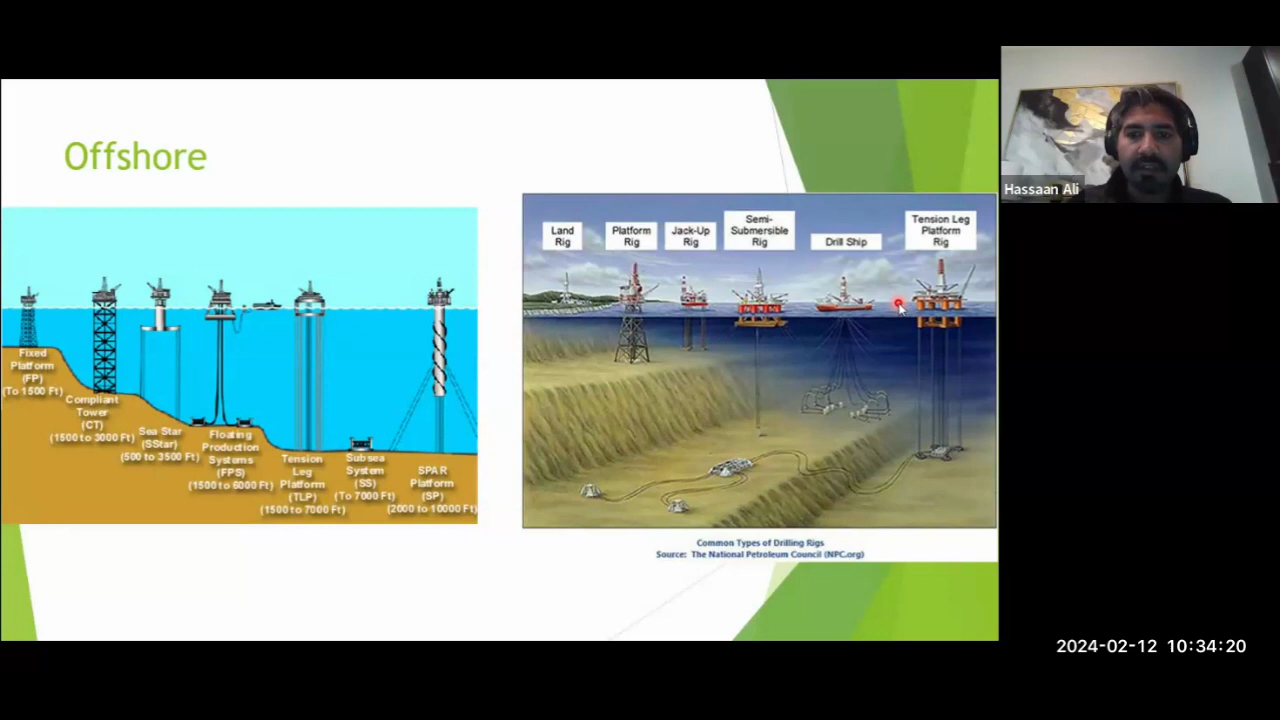 Offshore
Fixed
Platform
(FP)
(To 1500 Ft)
Compliant
Tower
(CT)
(1500 to 3000 Ft)
Sea Star
(SStar)
(500 to 3500 Ft)
Floating
Production
Systems
(FPS)
(1500 to 6000 Ft)
Tension
Leg
Platform
(TLP)
(1500 to 7000 Ft)
Subsea
System
(SS)
(To 7000 Ft)
SPAR
Platform
(SP)
(2000 to 10000 Ft)
Land
Rig
Platform
Rig
Jack-Up
Rig
Semi-
Submersible
Rig
Drill Ship
Tension Leg
Platform
Rig
Common Types of Drilling Rigs
Source: The National Petroleum Council (NPC.org)
Hassaan Ali
2024-02-12 10:34:20